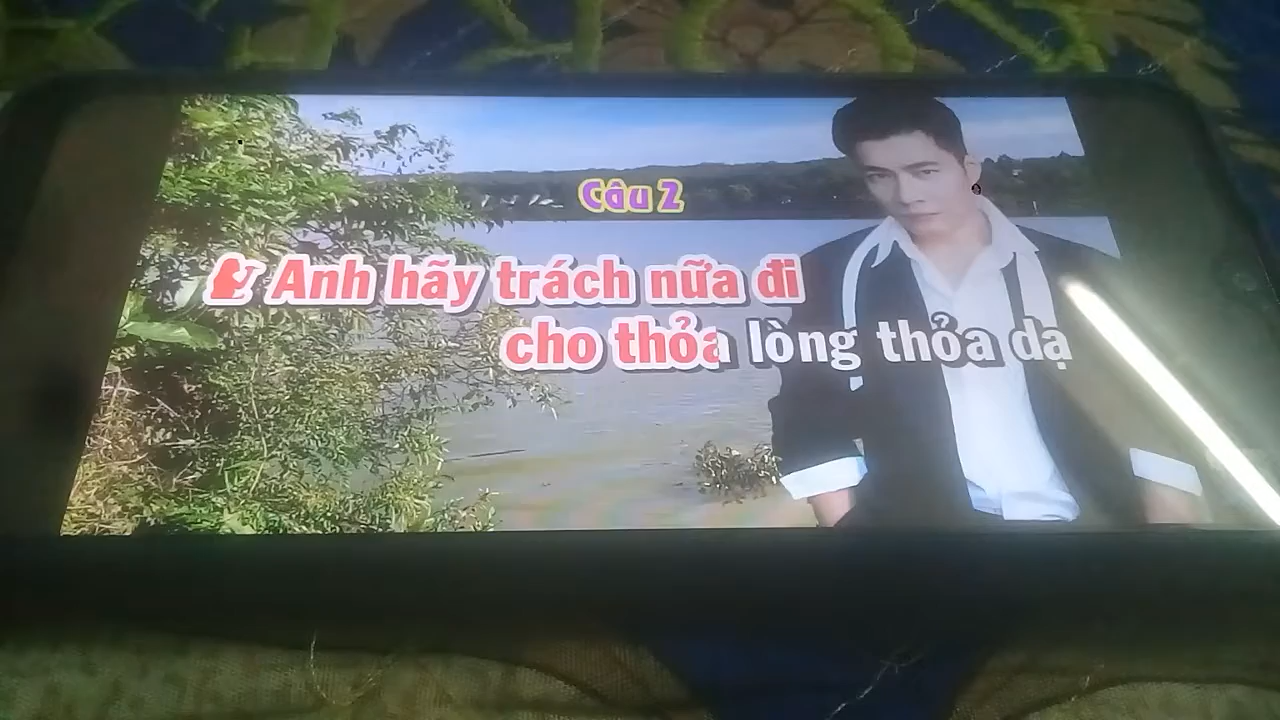 Câu 2
Anh hãy trách nữa đi
cho thỏa lòng thỏa dạ